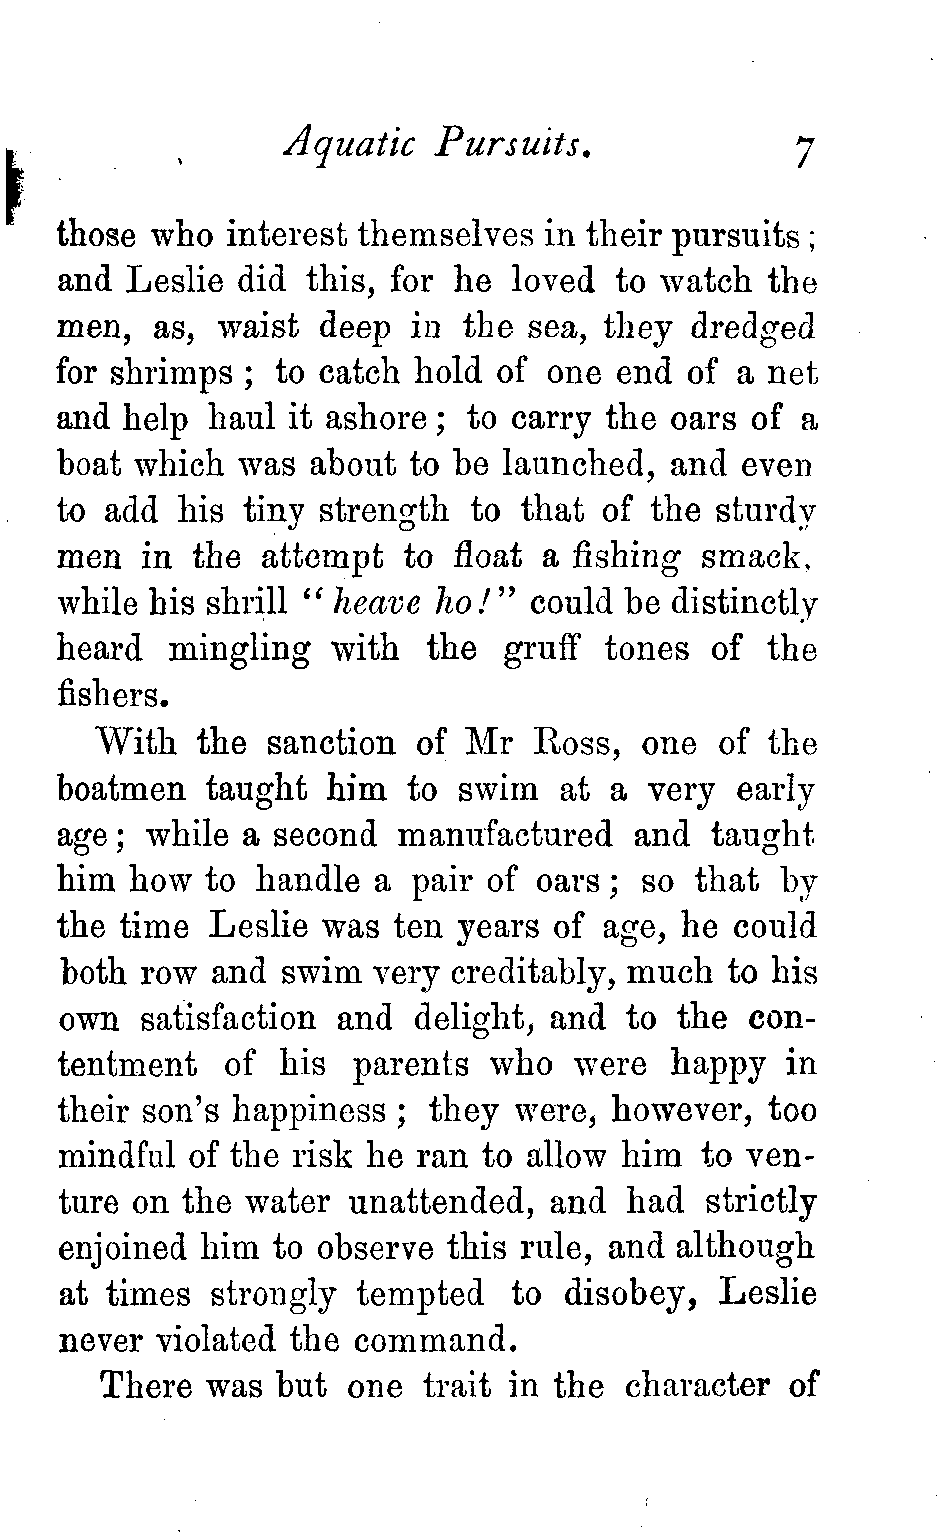 Aquatic Pursuits. 7
those who interest themselves in their pursuits ;
and Leslie did this, for he loved to watch the
men, as, waist deep in the sea, they dredged
for shrimps ; to catch hold of one end of a net
and help haul it ashore ; to carry the oars of a
boat which was about to be launched, and even
to add his tiny strength to that of the sturdy
men in the attempt to float a fishing smack,
while his shrill “ heave ho! ” could be distinctly
heard mingling with the gruff tones of the
fishers.
With the sanction of Mr Ross, one of the
boatmen taught him to swim at a very early
age ; while a second manufactured and taught
him how to handle a pair of oars ; so that by
the time Leslie was ten years of age, he could
both row and swim very creditably, much to his
own satisfaction and delight, and to the con-
tentment of his parents who were happy in
their son's happiness ; they were, however, too
mindful of the risk he ran to allow him to ven-
ture on the water unattended, and had strictly
enjoined him to observe this rule, and although
at times strongly tempted to disobey, Leslie
never violated the command.
There was but one trait in the character of